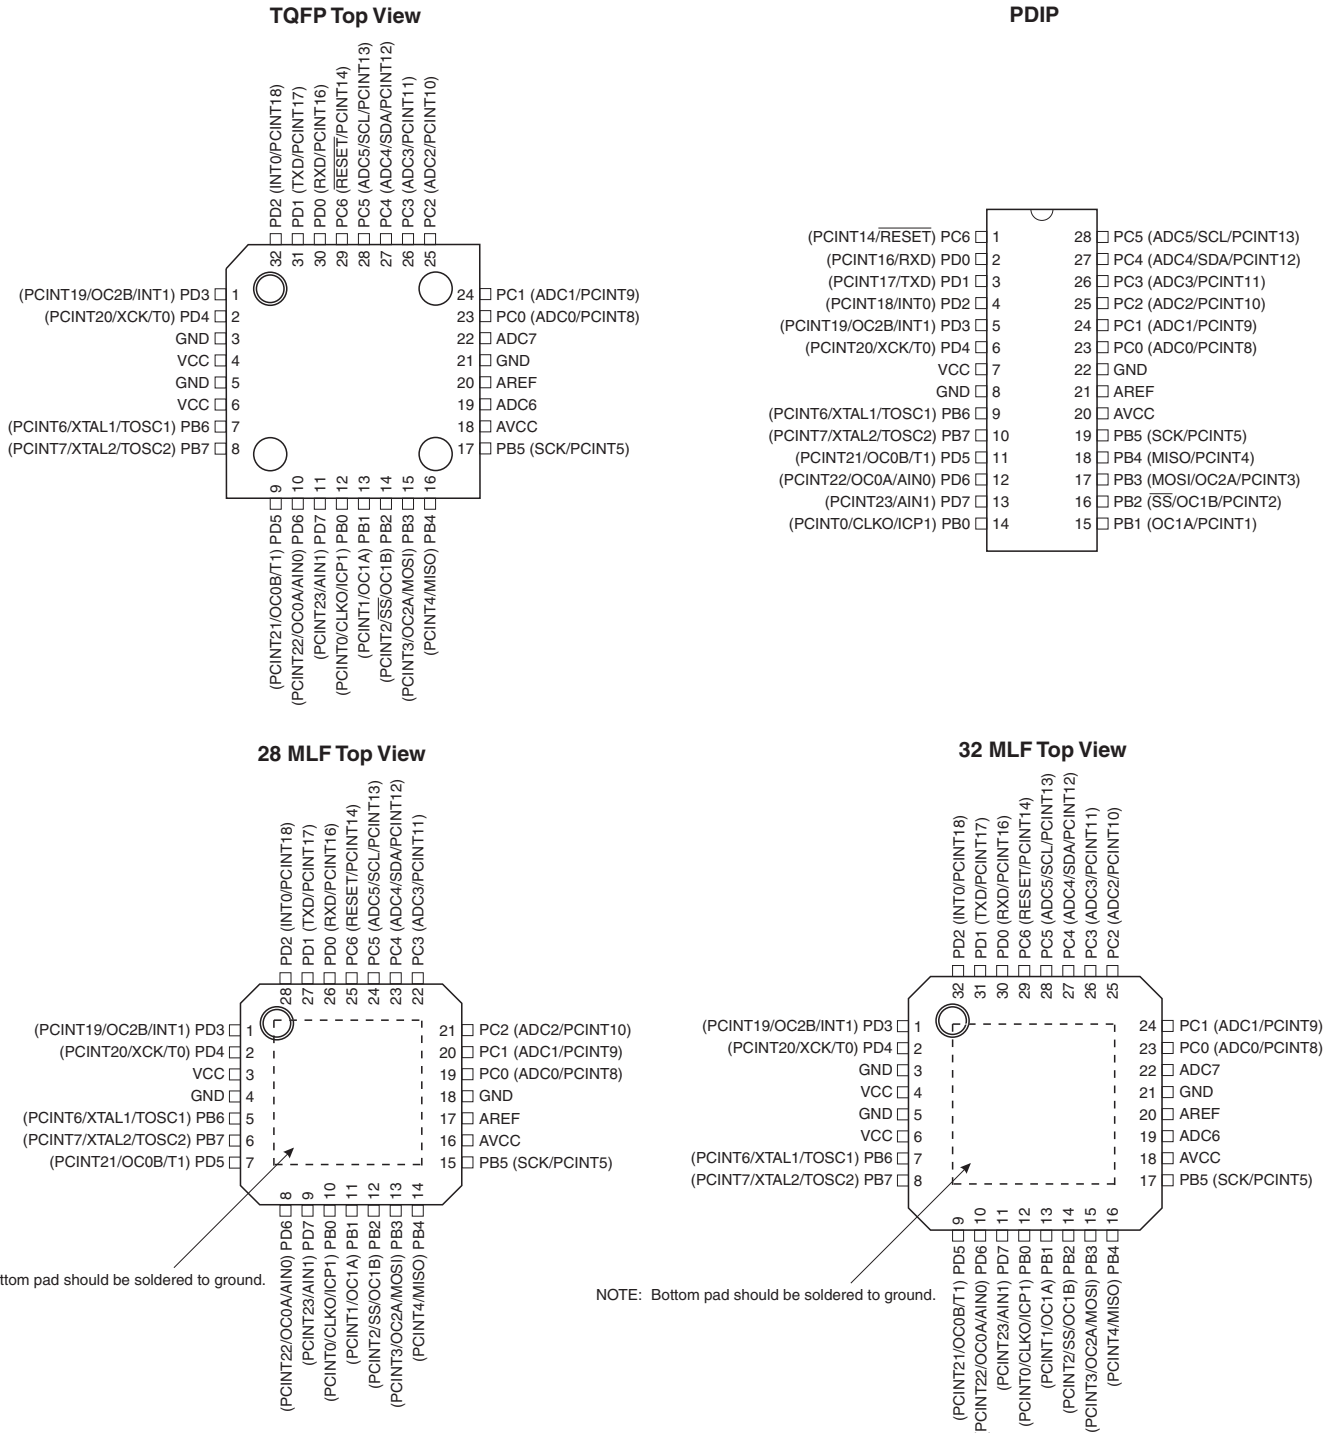 TQFP Top View
32 PD2 (INT0/PCINT18)
31 PD1 (TXD/PCINT17)
30 PD0 (RXD/PCINT16)
29 PC6 (RESET/PCINT14)
28 PC5 (ADC5/SCL/PCINT13)
27 PC4 (ADC4/SDA/PCINT12)
26 PC3 (ADC3/PCINT11)
25 PC2 (ADC2/PCINT10)
(PCINT19/OC2B/INT1) PD3 1
(PCINT20/XCK/T0) PD4 2
GND 3
VCC 4
GND 5
VCC 6
(PCINT6/XTAL1/TOSC1) PB6 7
(PCINT7/XTAL2/TOSC2) PB7 8
24 PC1 (ADC1/PCINT9)
23 PC0 (ADC0/PCINT8)
22 ADC7
21 GND
20 AREF
19 ADC6
18 AVCC
17 PB5 (SCK/PCINT5)
(PCINT21/OC0B/T1) PD5 9
(PCINT22/OC0A/AIN0) PD6 10
(PCINT23/AIN1) PD7 11
(PCINT0/CLKO/ICP1) PB0 12
(PCINT1/OC1A) PB1 13
(PCINT2/SS/OC1B) PB2 14
(PCINT3/OC2A/MOSI) PB3 15
(PCINT4/MISO) PB4 16
PDIP
(PCINT14/RESET) PC6 1
(PCINT16/RXD) PD0 2
(PCINT17/TXD) PD1 3
(PCINT18/INT0) PD2 4
(PCINT19/OC2B/INT1) PD3 5
(PCINT20/XCK/T0) PD4 6
VCC 7
GND 8
(PCINT6/XTAL1/TOSC1) PB6 9
(PCINT7/XTAL2/TOSC2) PB7 10
(PCINT21/OC0B/T1) PD5 11
(PCINT22/OC0A/AIN0) PD6 12
(PCINT23/AIN1) PD7 13
(PCINT0/CLKO/ICP1) PB0 14
28 PC5 (ADC5/SCL/PCINT13)
27 PC4 (ADC4/SDA/PCINT12)
26 PC3 (ADC3/PCINT11)
25 PC2 (ADC2/PCINT10)
24 PC1 (ADC1/PCINT9)
23 PC0 (ADC0/PCINT8)
22 GND
21 AREF
20 AVCC
19 PB5 (SCK/PCINT5)
18 PB4 (MISO/PCINT4)
17 PB3 (MOSI/OC2A/PCINT3)
16 PB2 (SS/OC1B/PCINT2)
15 PB1 (OC1A/PCINT1)
28 MLF Top View
28 PD2 (INT0/PCINT18)
27 PD1 (TXD/PCINT17)
26 PD0 (RXD/PCINT16)
25 PC6 (RESET/PCINT14)
24 PC5 (ADC5/SCL/PCINT13)
23 PC4 (ADC4/SDA/PCINT12)
22 PC3 (ADC3/PCINT11)
(PCINT19/OC2B/INT1) PD3 1
(PCINT20/XCK/T0) PD4 2
VCC 3
GND 4
(PCINT6/XTAL1/TOSC1) PB6 5
(PCINT7/XTAL2/TOSC2) PB7 6
(PCINT21/OC0B/T1) PD5 7
21 PC2 (ADC2/PCINT10)
20 PC1 (ADC1/PCINT9)
19 PC0 (ADC0/PCINT8)
18 GND
17 AREF
16 AVCC
15 PB5 (SCK/PCINT5)
(PCINT22/OC0A/AIN0) PD6 8
(PCINT23/AIN1) PD7 9
(PCINT0/CLKO/ICP1) PB0 10
(PCINT1/OC1A) PB1 11
(PCINT2/SS/OC1B) PB2 12
(PCINT3/OC2A/MOSI) PB3 13
(PCINT4/MISO) PB4 14
pad should be soldered to ground.
32 MLF Top View
32 PD2 (INT0/PCINT18)
31 PD1 (TXD/PCINT17)
30 PD0 (RXD/PCINT16)
29 PC6 (RESET/PCINT14)
28 PC5 (ADC5/SCL/PCINT13)
27 PC4 (ADC4/SDA/PCINT12)
26 PC3 (ADC3/PCINT11)
25 PC2 (ADC2/PCINT10)
(PCINT19/OC2B/INT1) PD3 1
(PCINT20/XCK/T0) PD4 2
GND 3
VCC 4
GND 5
VCC 6
(PCINT6/XTAL1/TOSC1) PB6 7
(PCINT7/XTAL2/TOSC2) PB7 8
24 PC1 (ADC1/PCINT9)
23 PC0 (ADC0/PCINT8)
22 ADC7
21 GND
20 AREF
19 ADC6
18 AVCC
17 PB5 (SCK/PCINT5)
(PCINT21/OC0B/T1) PD5 9
PCINT22/OC0A/AIN0) PD6 10
(PCINT23/AIN1) PD7 11
(PCINT0/CLKO/ICP1) PB0 12
(PCINT1/OC1A) PB1 13
(PCINT2/SS/OC1B) PB2 14
(PCINT3/OC2A/MOSI) PB3 15
(PCINT4/MISO) PB4 16
NOTE: Bottom pad should be soldered to ground.